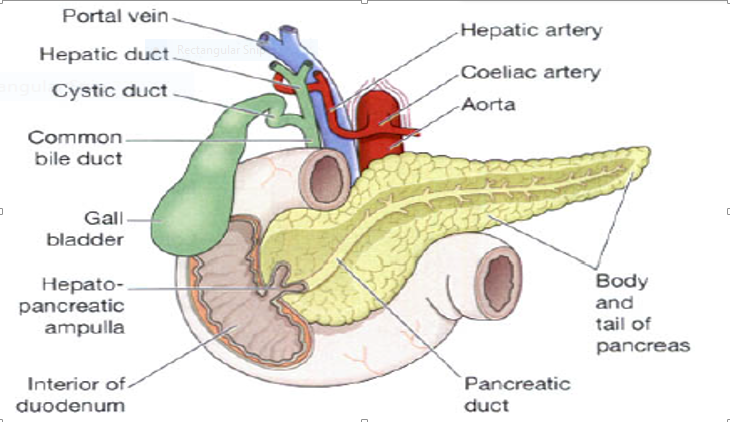 Portal vein
Hepatic duct
Cystic duct
Common
bile duct
Gall
bladder
Hepato-
pancreatic
ampulla
Interior of
duodenum
Hepatic artery
Coeliac artery
Aorta
Body
and
tail of
pancreas
Pancreatic
duct
Rectangular